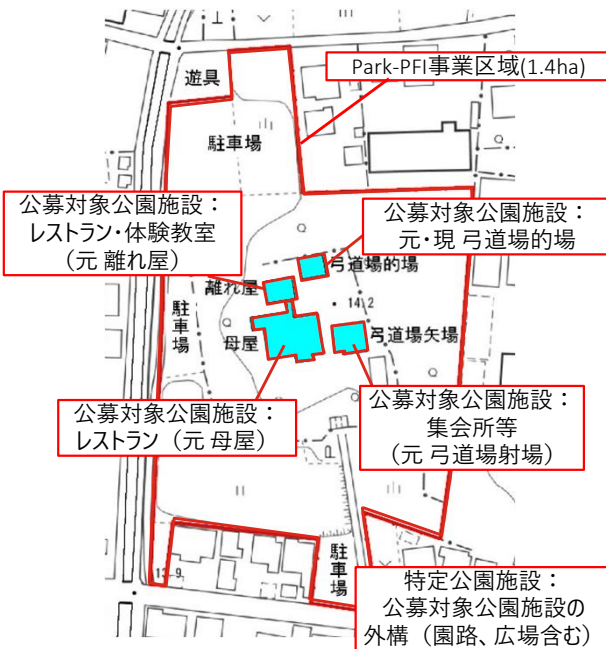 Park-PFI事業区域(1.4ha)
遊具
駐車場
公募対象公園施設：
レストラン・体験教室
（元 離れ屋）
公募対象公園施設：
元・現 弓道場的場
弓道場的場
離れ屋
14.2
駐車場
母屋
弓道場矢場
公募対象公園施設：
レストラン（元 母屋）
公募対象公園施設：
集会所等
（元 弓道場射場）
駐車場
13.9
特定公園施設：
公募対象公園施設の
外構（園路、広場含む）